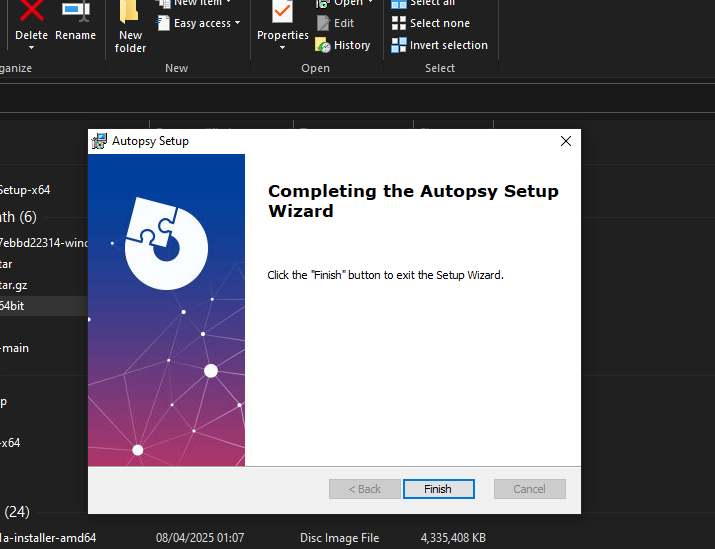 New item
Open
Select all
Delete
Rename
New
folder
Easy access
Properties
Edit
History
Select none
Invert selection
ganize
New
Open
Select
Autopsy Setup
Setup-x64
nth (6)
7ebbd22314-wind
tar
tar.gz
64bit
-main
p
-x64
(24)
Completing the Autopsy Setup
Wizard
Click the "Finish" button to exit the Setup Wizard.
< Back
Finish
Cancel
1a-installer-amd64
08/04/2025 01:07
Disc Image File
4,335,408 KB